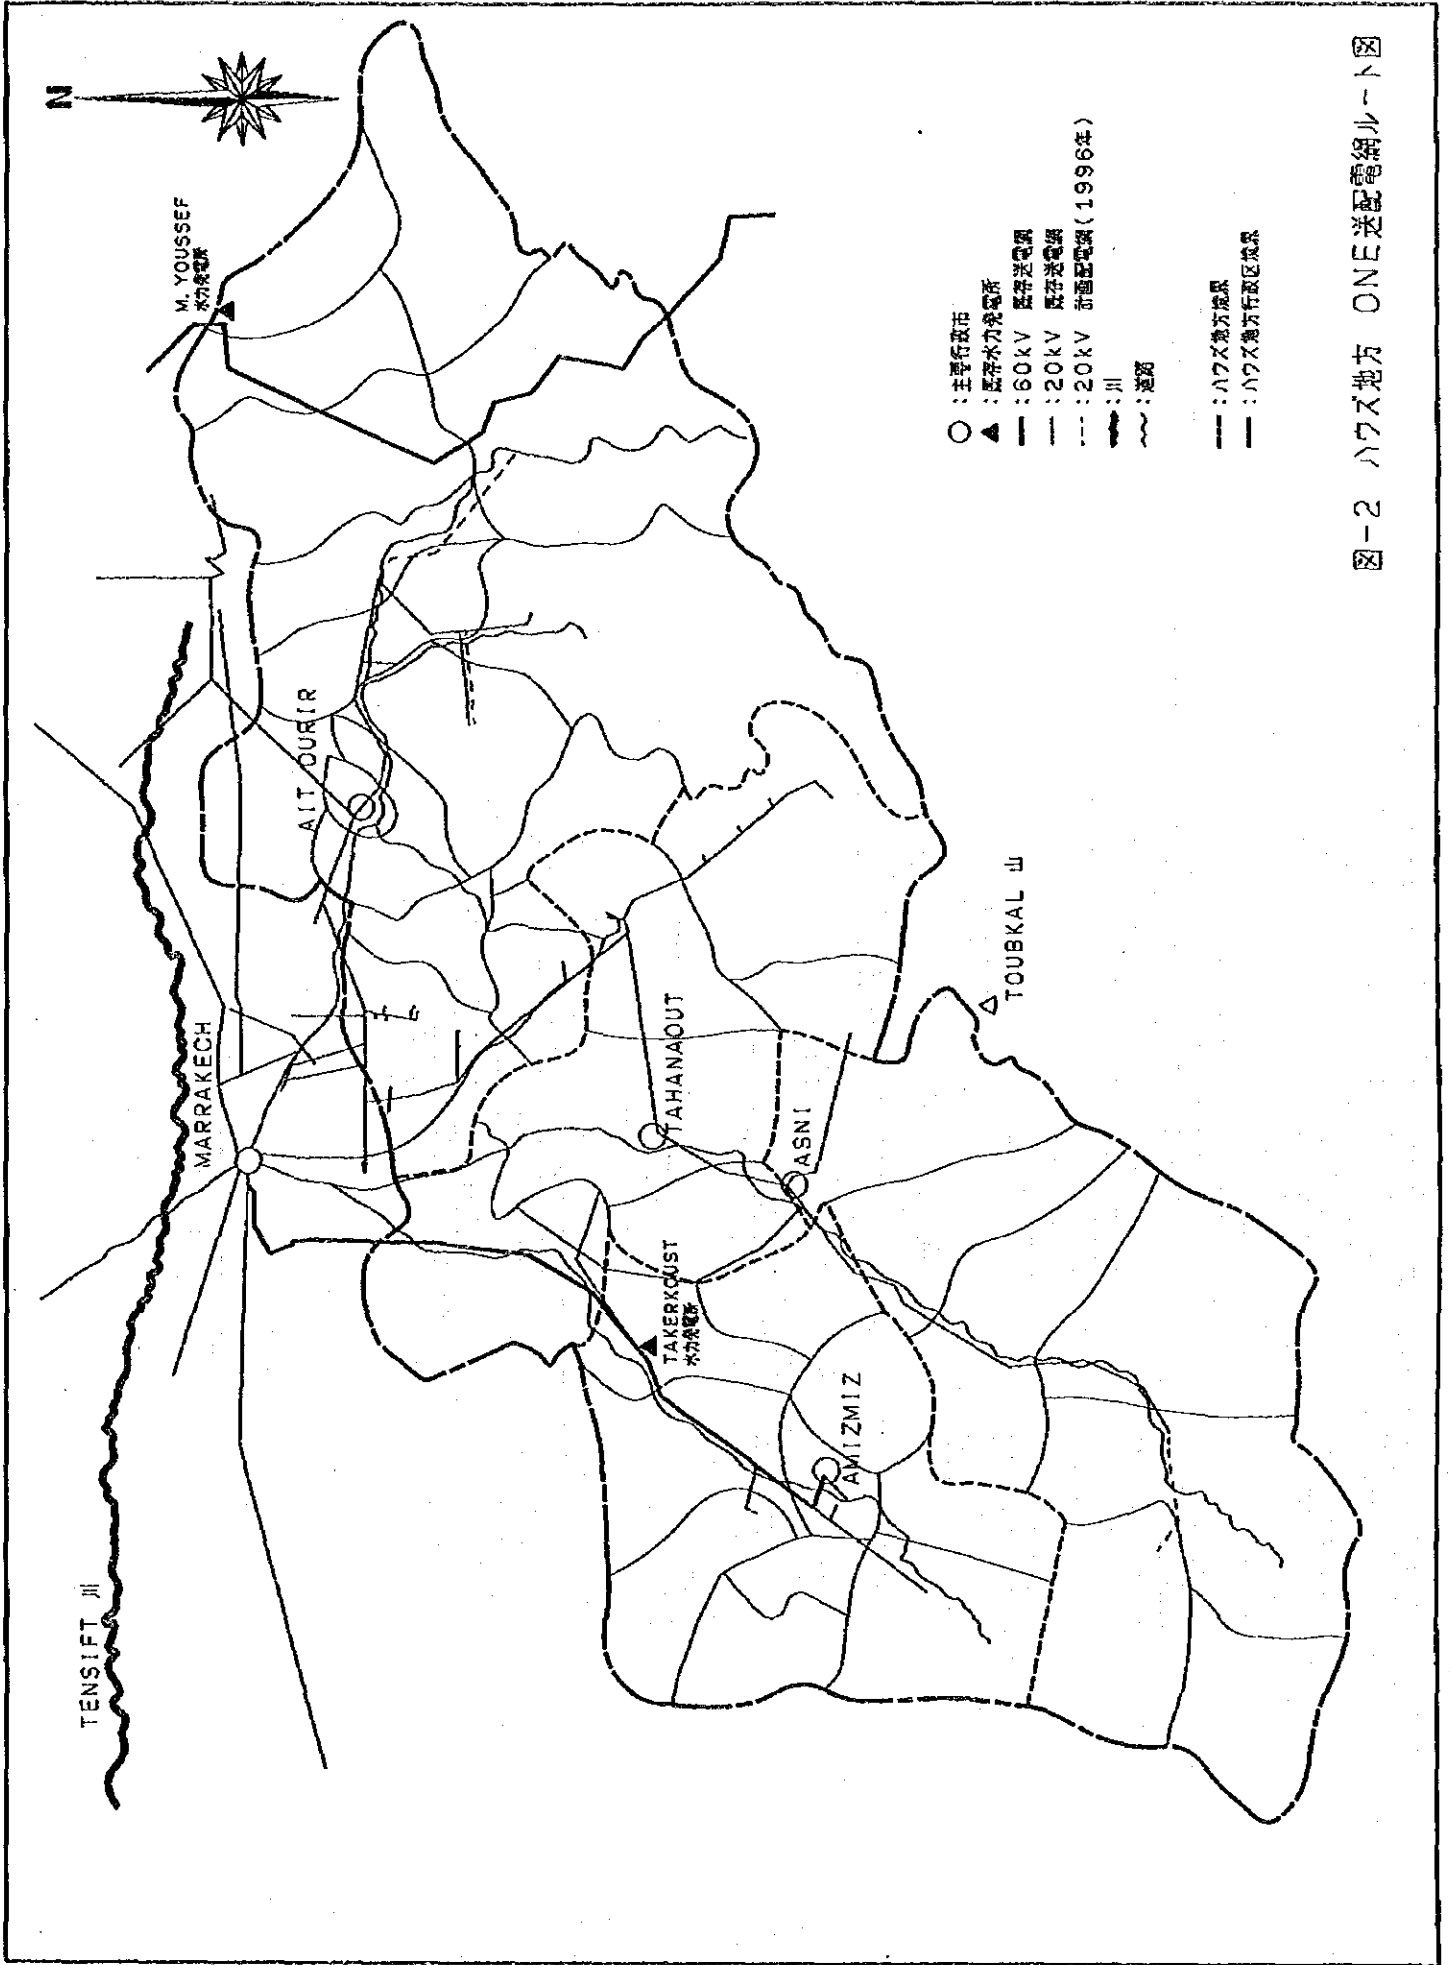 N
M. YOUSSEF
水力発電所
TENSIFT 川
MARRAKECH
AIT OURIR
TAKERKOUST
水力発電所
TAHANAOUT
ASNI
AMIZMIZ
TOUBKAL 山
○ :主要行政市
▲ :既存水力発電所
:60kV 既存送電網
:20kV 既存送電網
:20kV 計画配電網(1996年)
:川
:道路
:ハウズ地方境界
:ハウズ地方行政区境界
図-2 ハウズ地方 ONE送配電網ルート図